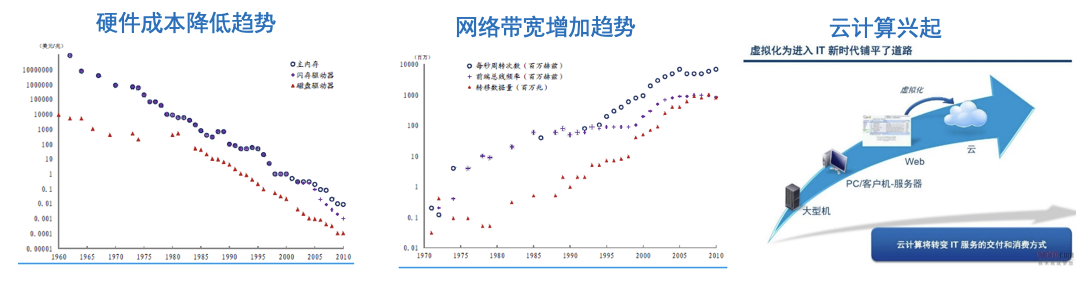 硬件成本降低趋势
(美元/兆)
主内存
闪存驱动器
磁盘驱动器
10000000
1000000
100000
10000
1000
100
10
1
0.1
0.01
0.001
0.0001
0.00001
1960 1965 1970 1975 1980 1985 1990 1995 2000 2005 2010
网络带宽增加趋势
(百万)
每秒周转次数（百万榛赫）
前端总线频率（百万榛赫）
转移数据量（百万兆）
10000
1000
100
10
1
0.1
0.01
1970 1975 1980 1985 1990 1995 2000 2005 2010
云计算兴起
虚拟化为进入 IT 新时代铺平了道路
虚拟化
云
Web
PC/客户机-服务器
大型机
云计算将转变 IT 服务的交付和消费方式